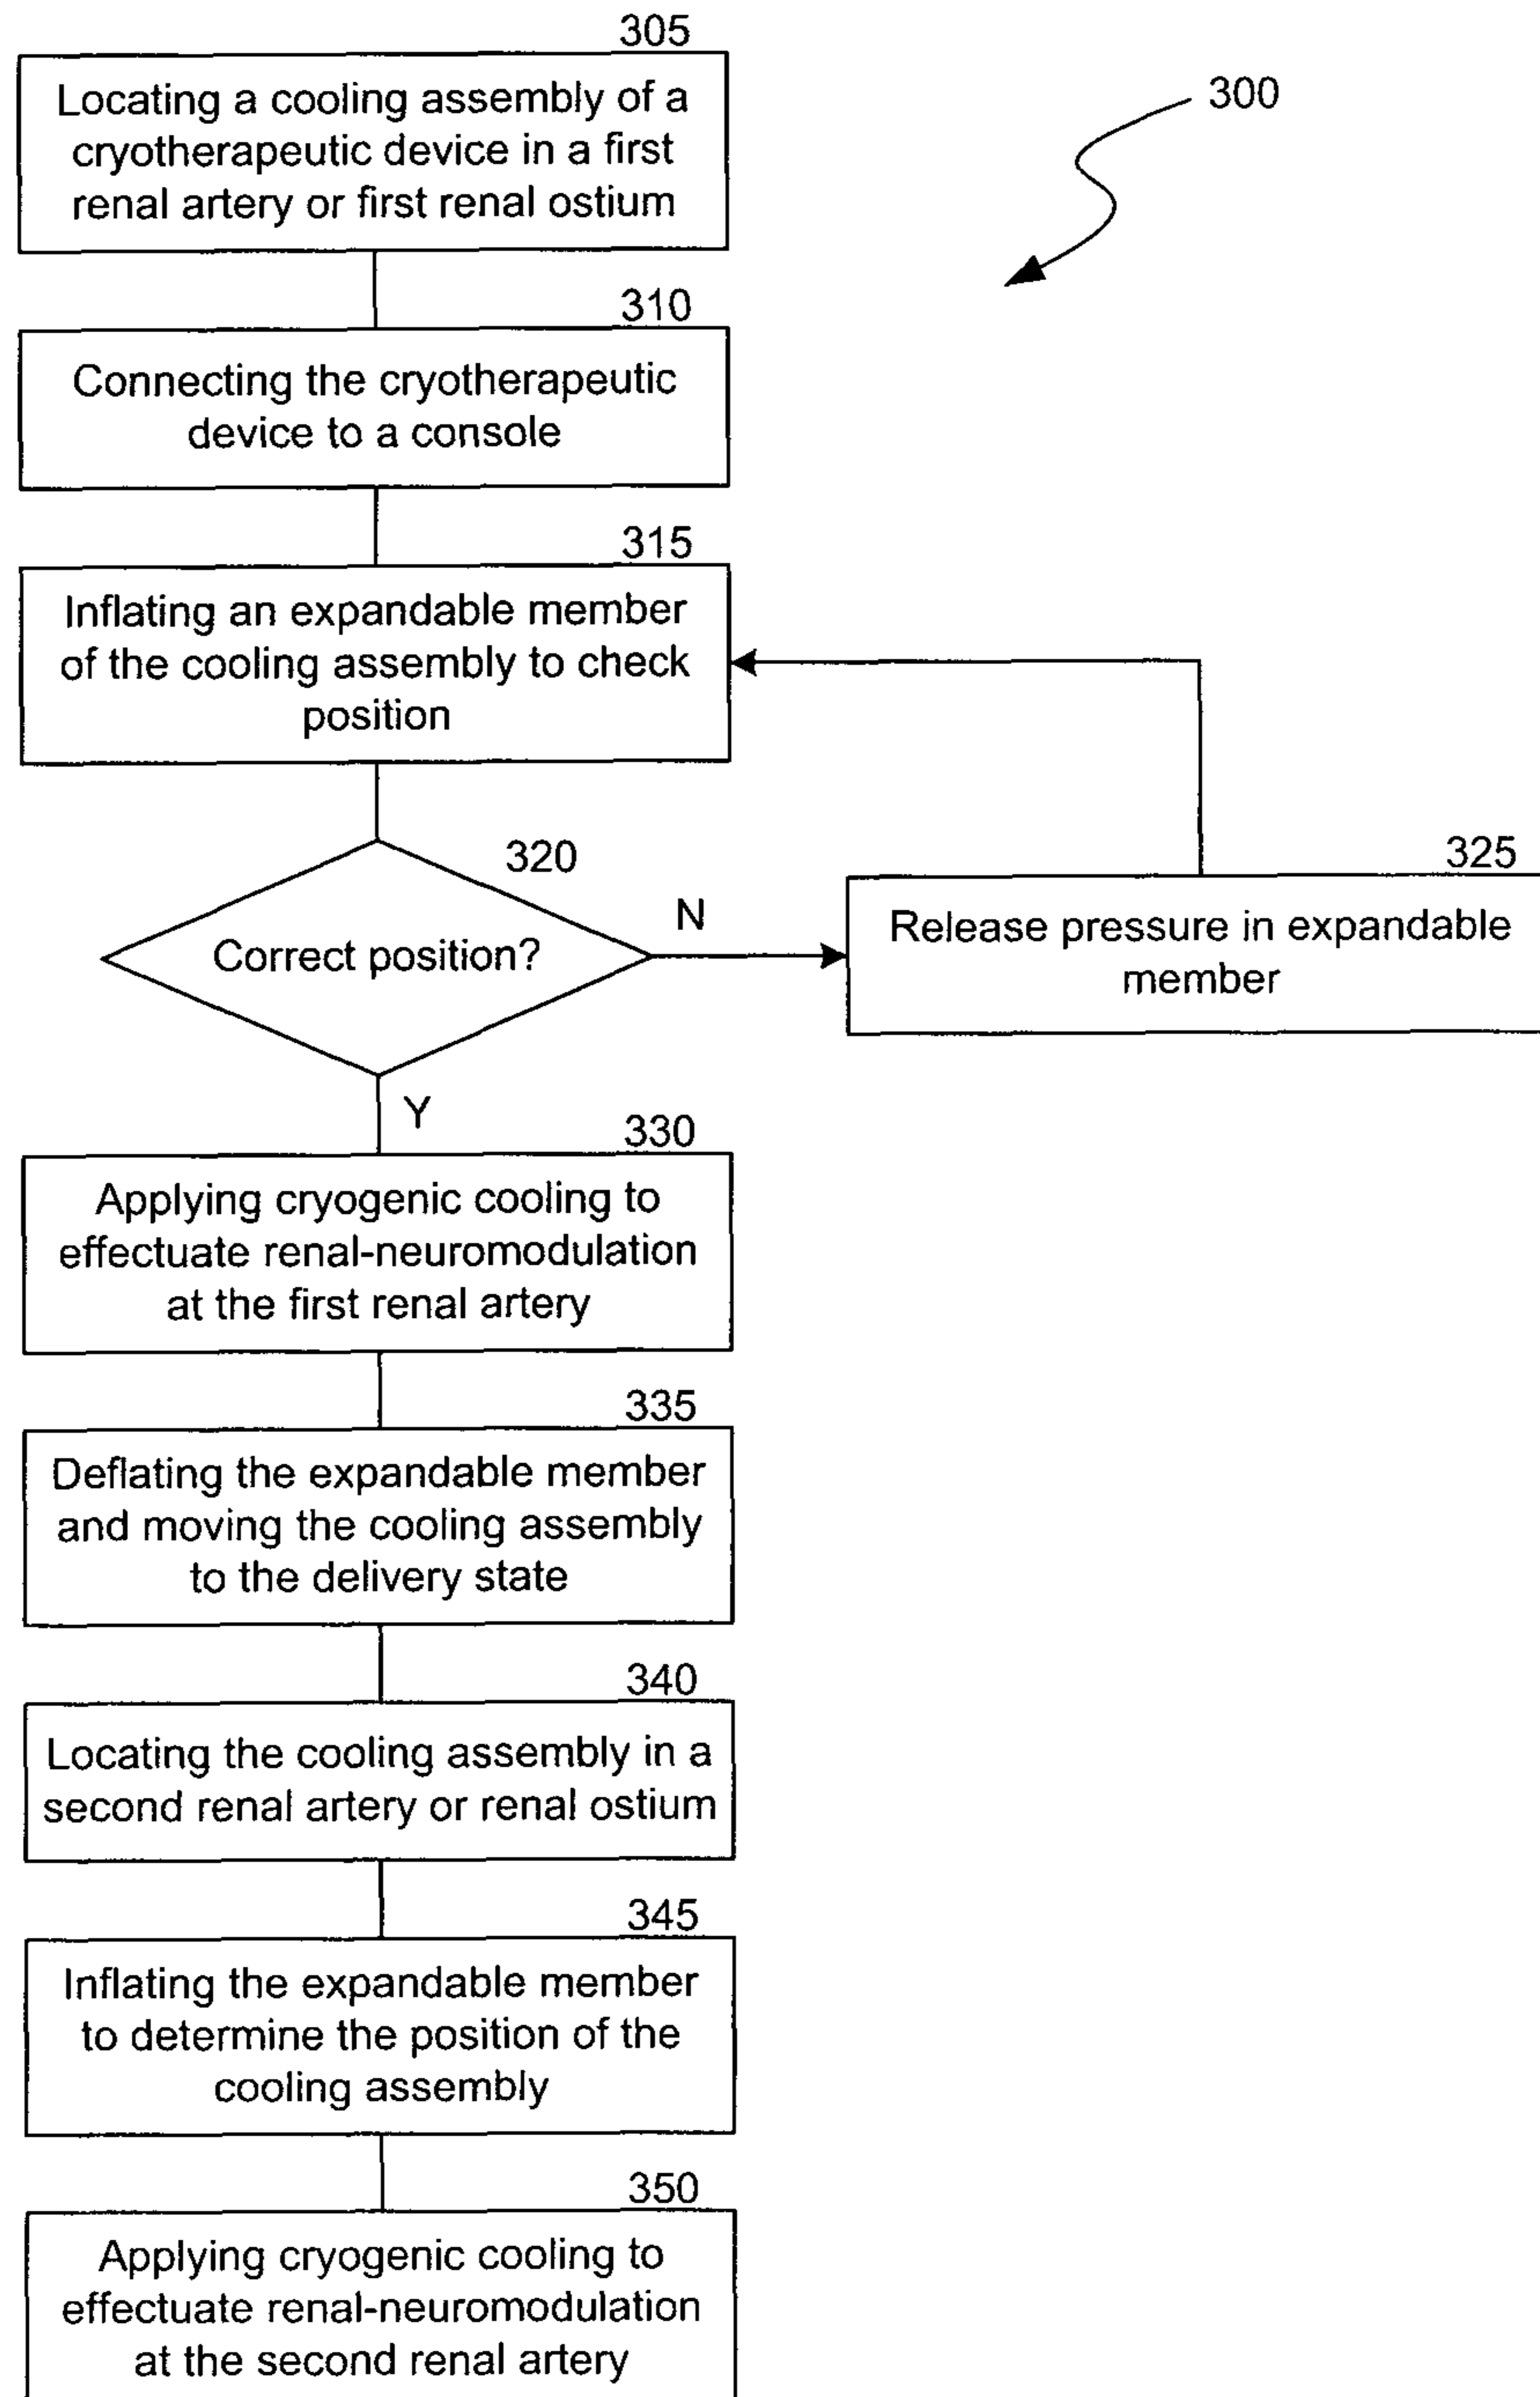 305
Locating a cooling assembly of a
cryotherapeutic device in a first
renal artery or first renal ostium
300
310
Connecting the cryotherapeutic
device to a console
315
Inflating an expandable member
of the cooling assembly to check
position
320
Correct position?
N
325
Release pressure in expandable
member
Y
330
Applying cryogenic cooling to
effectuate renal-neuromodulation
at the first renal artery
335
Deflating the expandable member
and moving the cooling assembly
to the delivery state
340
Locating the cooling assembly in a
second renal artery or renal ostium
345
Inflating the expandable member
to determine the position of the
cooling assembly
350
Applying cryogenic cooling to
effectuate renal-neuromodulation
at the second renal artery